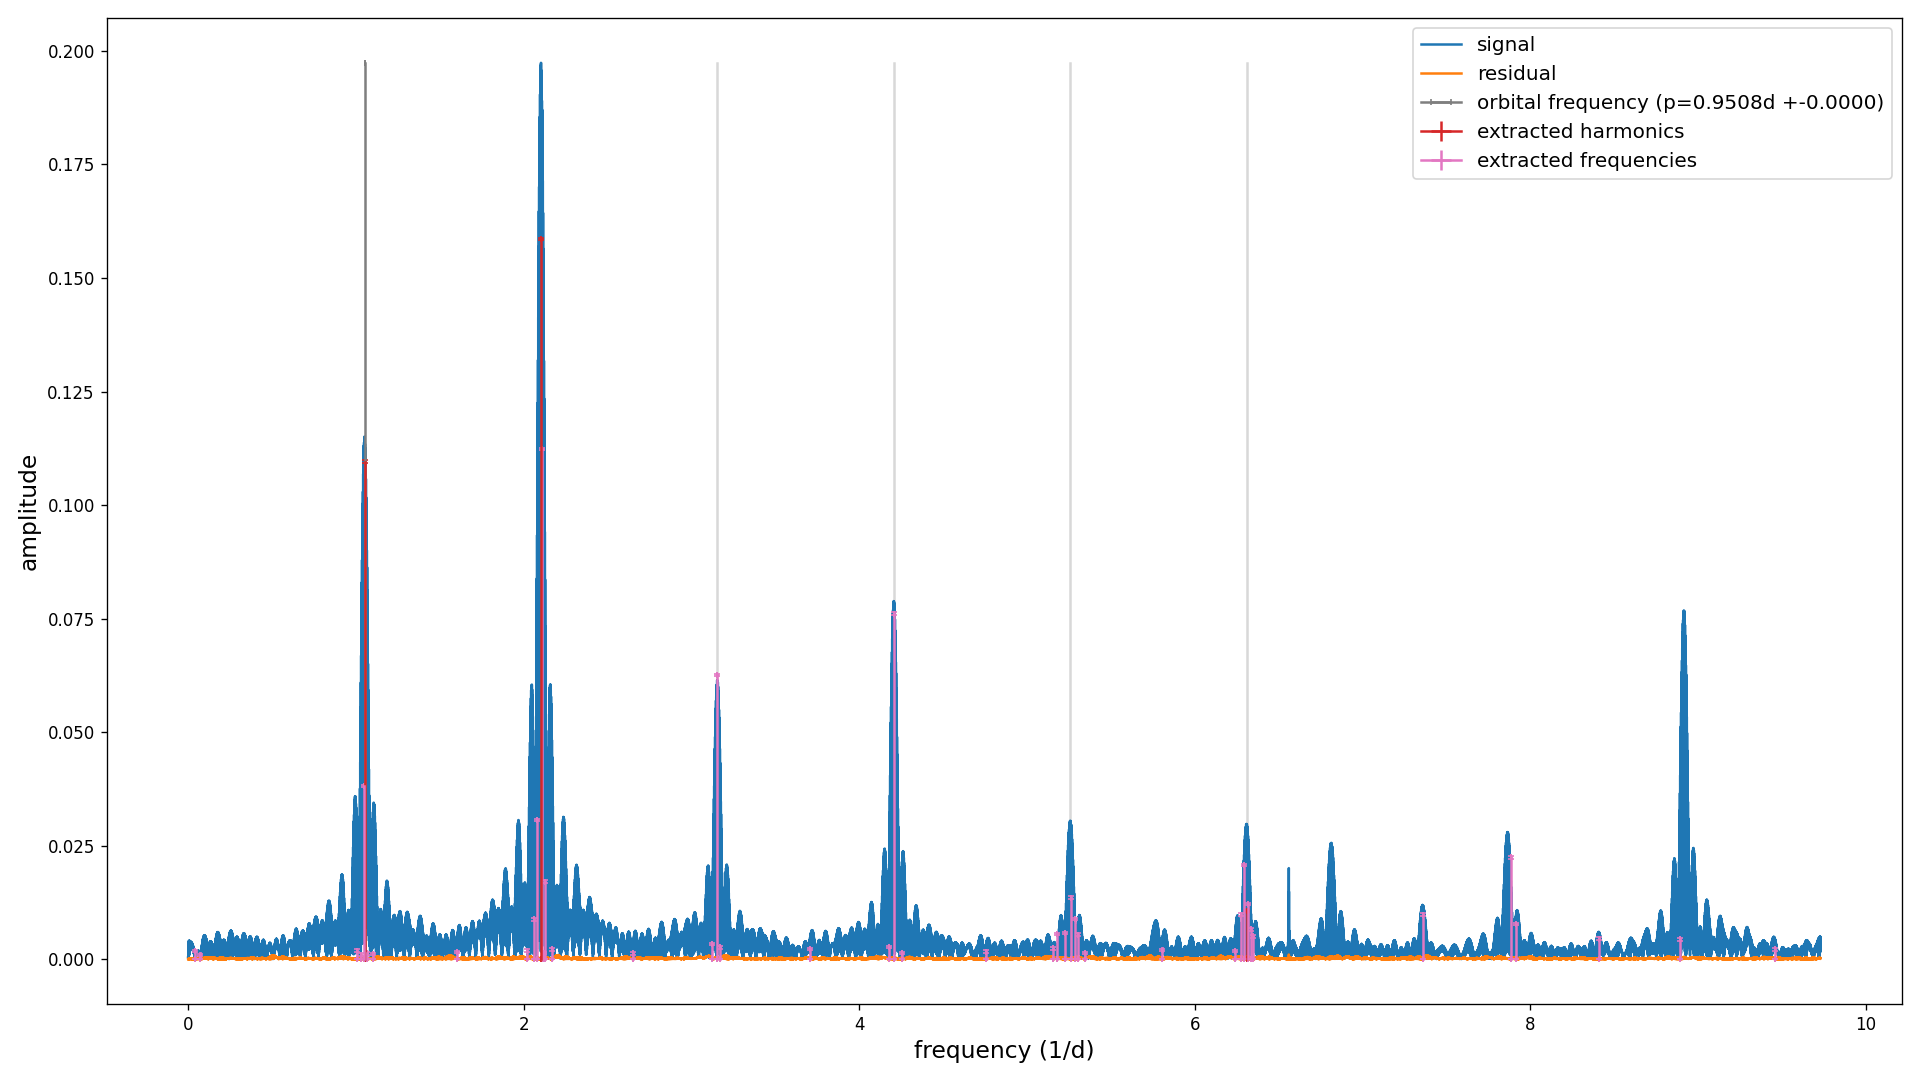 signal
residual
orbital frequency (p=0.9508d +-0.0000)
extracted harmonics
extracted frequencies
0.200
0.175
0.150
0.125
0.100
0.075
0.050
0.025
0.000
amplitude
0 2 4 6 8 10
frequency (1/d)